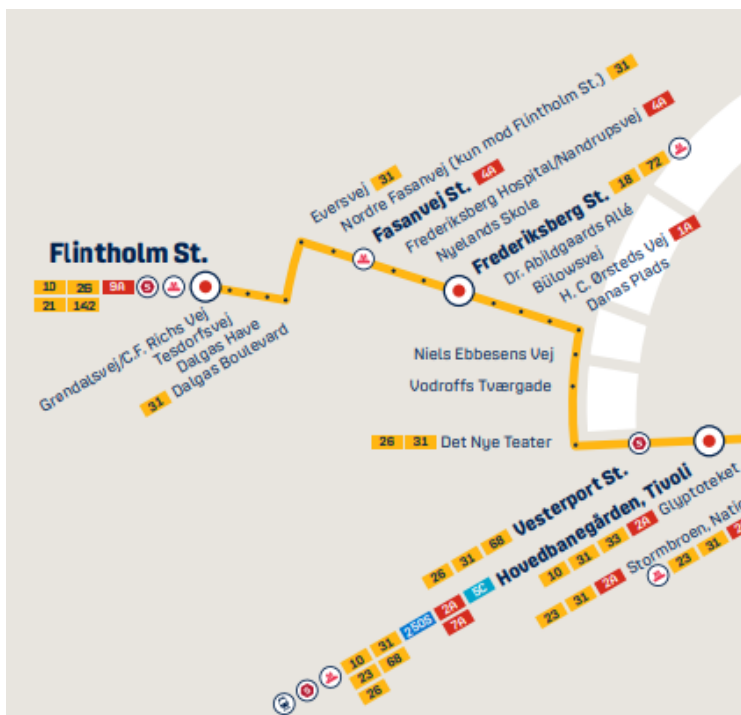 Eversvej 31
Nordre Fasanvej (kun mod Flintholm St.) 31
Fasanvej St. 4A
Frederiksberg Hospital/Nandrupsvej 4A
Nyelands Skole
Frederiksberg St. 18 72
Dr. Abildgaards Allé
Bülowsvej
H. C. Ørsteds Vej 1A
Danas Plads
Flintholm St.
10 26 9A S
21 142
Grøndalsvej/C.F. Richs Vej
Tesdorfsvej
Dalgas Have
31 Dalgas Boulevard
Niels Ebbesens Vej
Vodroffs Tværgade
26 31 Det Nye Teater
S
26 31 68 Vesterport St.
10 31 250S 2A 5C Hovedbanegården, Tivoli
23 68 7A
26
10 31 33 2A Glyptoteket
23 31 2A Stormbroen, Natio
23 31 2